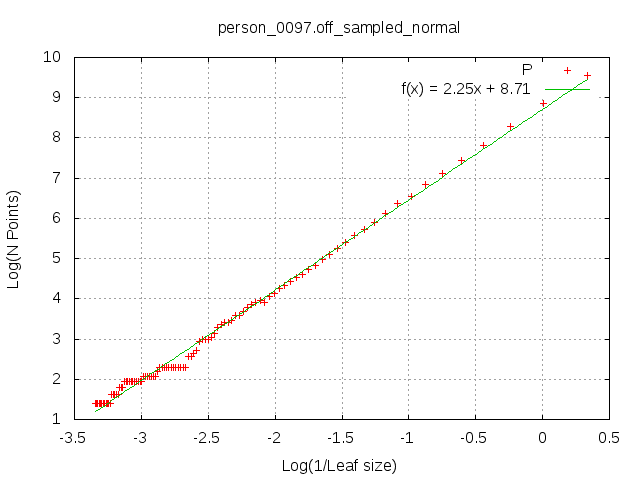 person_0097.off_sampled_normal
10
9
8
7
6
5
4
3
2
1
P
f(x) = 2.25x + 8.71
Log(N Points)
-3.5 -3 -2.5 -2 -1.5 -1 -0.5 0 0.5
Log(1/Leaf size)